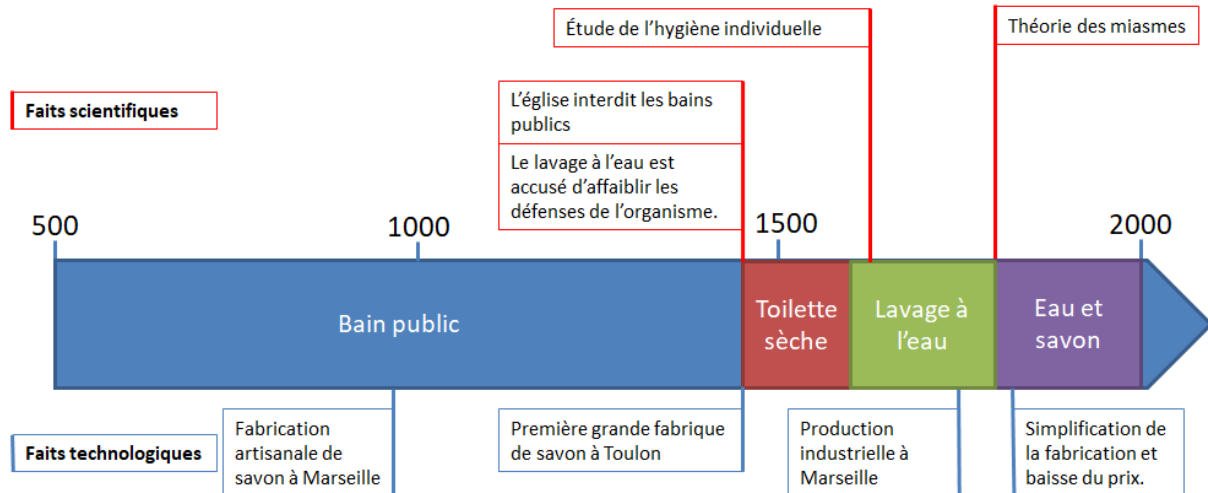 Étude de l'hygiène individuelle
Théorie des miasmes
Faits scientifiques
L'église interdit les bains
publics
Le lavage à l'eau est
accusé d'affaiblir les
défenses de l'organisme.
500
1000
1500
2000
Bain public
Toilette
sèche
Lavage à
l'eau
Eau et
savon
Faits technologiques
Fabrication
artisanale de
savon à Marseille
Première grande fabrique
de savon à Toulon
Production
industrielle à
Marseille
Simplification de
la fabrication et
baisse du prix.